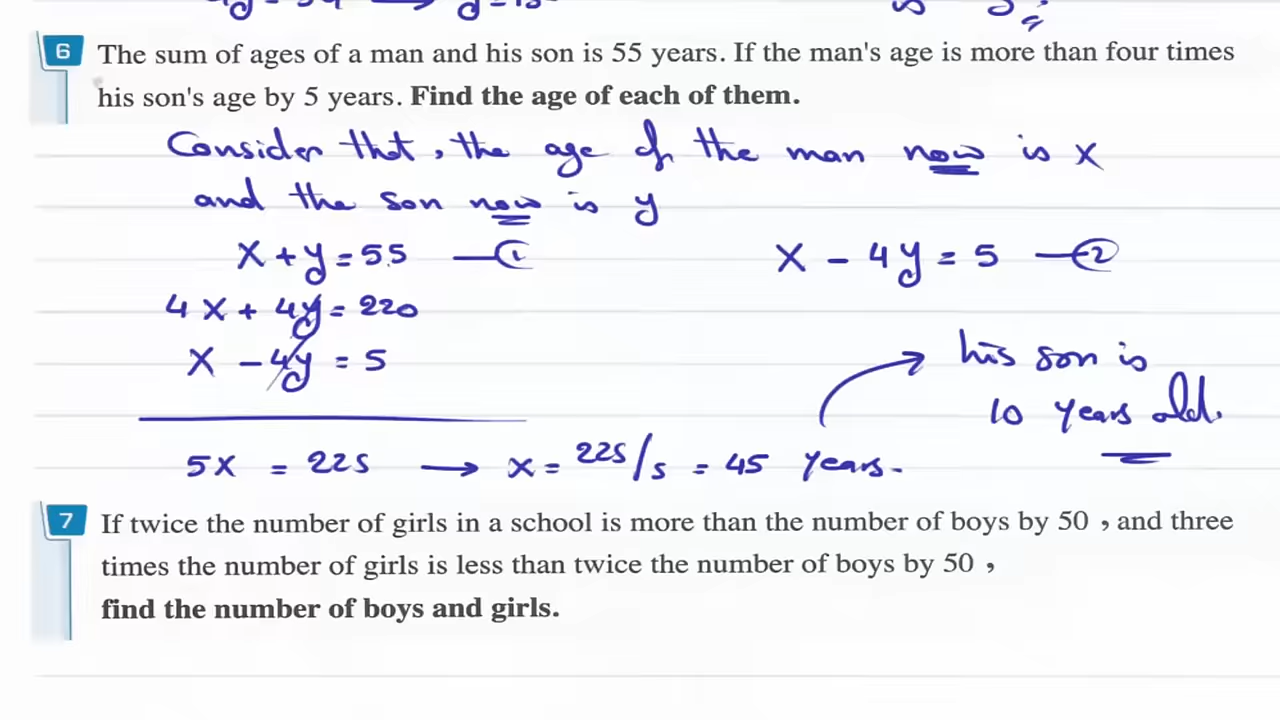 6 The sum of ages of a man and his son is 55 years. If the man's age is more than four times
his son's age by 5 years. Find the age of each of them.
Consider that, the age of the man now is x
and the son now is y
x + y = 55 — ①
x - 4y = 5 — ②
4x + 4y = 220
x - 4y = 5
his son is
10 years old.
5x = 225 → x = 225/5 = 45 years.
7 If twice the number of girls in a school is more than the number of boys by 50 , and three
times the number of girls is less than twice the number of boys by 50 ,
find the number of boys and girls.